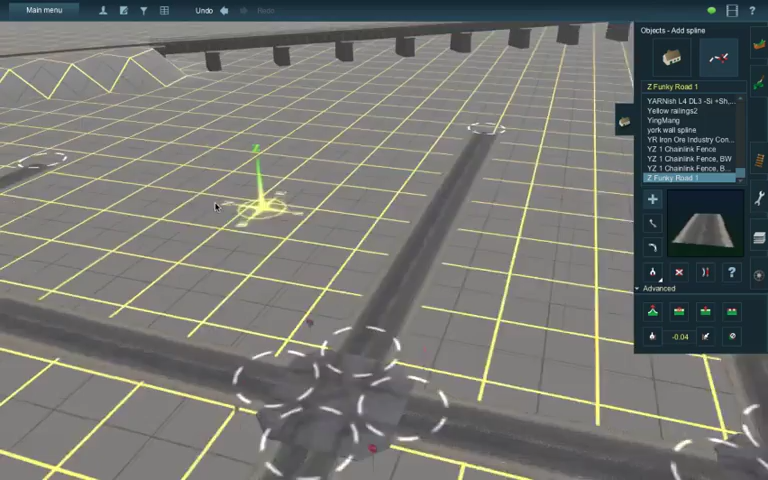 Main menu
Undo
Redo
?
Objects - Add spline
Z Funky Road 1
YARNish L4 DL3 -Si +Sh,...
Yellow railings2
YingMang
york wall spline
YR Iron Ore Industry Con...
YZ 1 Chainlink Fence
YZ 1 Chainlink Fence, BW
YZ 1 Chainlink Fence, B...
Z Funky Road 1
?
Advanced
-0.04
Z